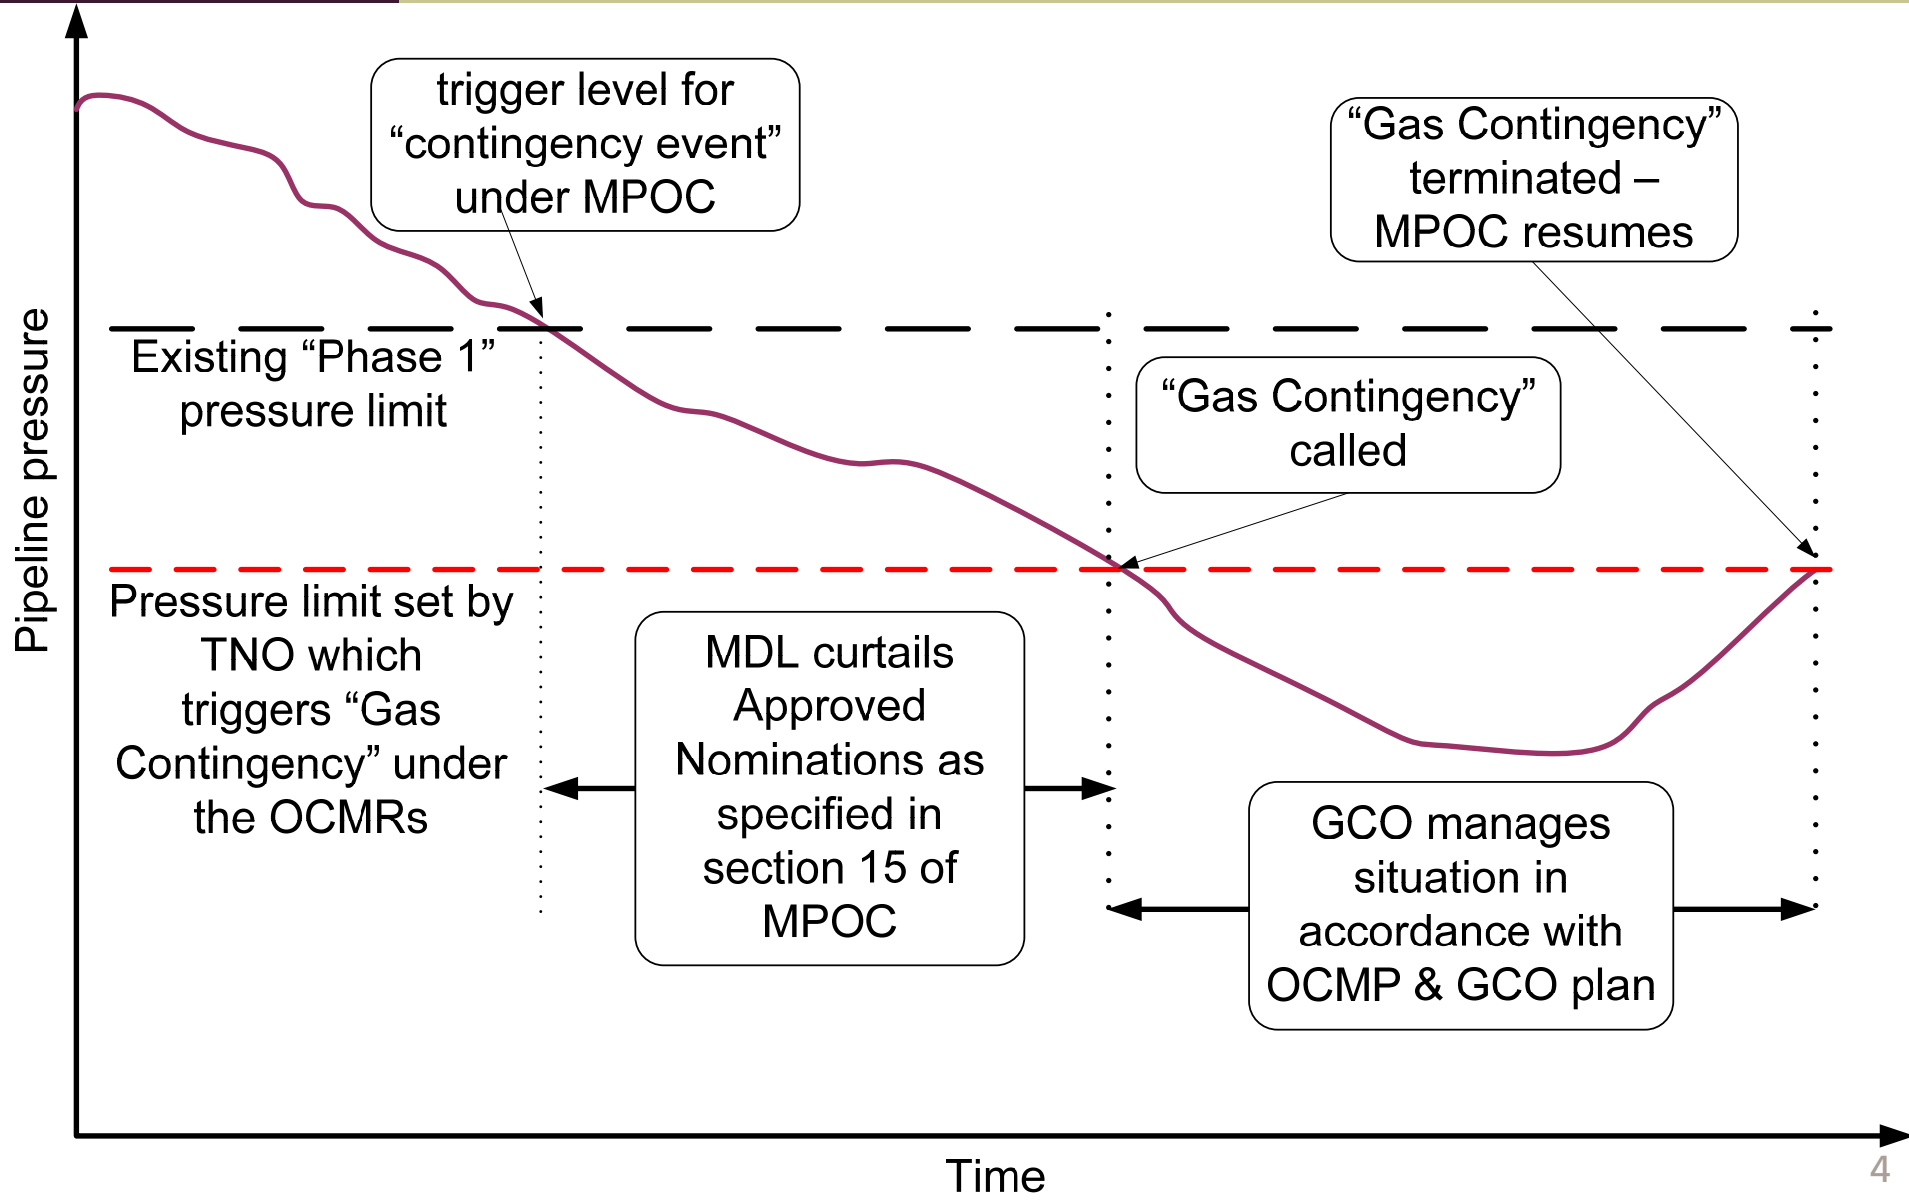 trigger level for
“contingency event”
under MPOC
“Gas Contingency”
terminated –
MPOC resumes
Existing “Phase 1”
pressure limit
“Gas Contingency”
called
Pipeline pressure
Pressure limit set by
TNO which
triggers “Gas
Contingency” under
the OCMRs
MDL curtails
Approved
Nominations as
specified in
section 15 of
MPOC
GCO manages
situation in
accordance with
OCMP & GCO plan
Time
4